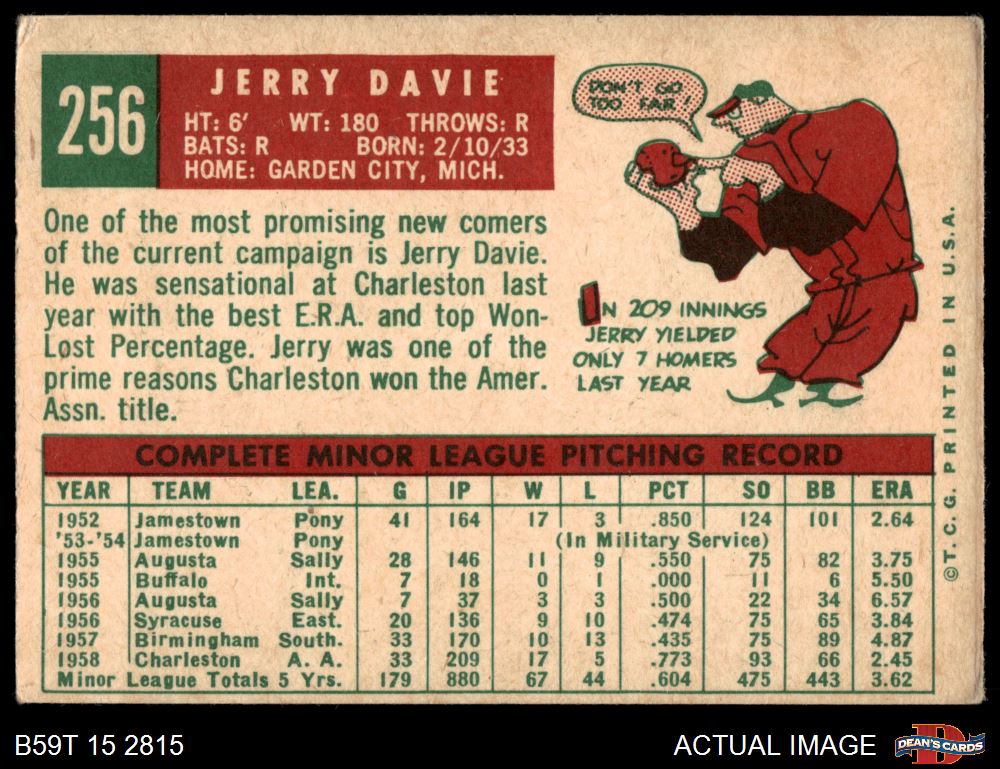 256
JERRY DAVIE
HT: 6' WT: 180 THROWS: R
BATS: R BORN: 2/10/33
HOME: GARDEN CITY, MICH.
DON'T GO
TOO FAR!
One of the most promising new comers
of the current campaign is Jerry Davie.
He was sensational at Charleston last
year with the best E.R.A. and top Won-
Lost Percentage. Jerry was one of the
prime reasons Charleston won the Amer.
Assn. title.
IN 209 INNINGS
JERRY YIELDED
ONLY 7 HOMERS
LAST YEAR
©T.C.G. PRINTED IN U.S.A.
COMPLETE MINOR LEAGUE PITCHING RECORD
YEAR TEAM LEA. G IP W L PCT SO BB ERA
1952 Jamestown Pony 41 164 17 3 .850 124 101 2.64
'53-'54 Jamestown Pony (In Military Service)
1955 Augusta Sally 28 146 11 9 .550 75 82 3.75
1955 Buffalo Int. 7 18 0 1 .000 11 6 5.50
1956 Augusta Sally 7 37 3 3 .500 22 34 6.57
1956 Syracuse East. 20 136 9 10 .474 75 65 3.84
1957 Birmingham South. 33 170 10 13 .435 75 89 4.87
1958 Charleston A. A. 33 209 17 5 .773 93 66 2.45
Minor League Totals 5 Yrs. 179 880 67 44 .604 475 443 3.62
B59T 15 2815
ACTUAL IMAGE
D
DEAN'S CARDS